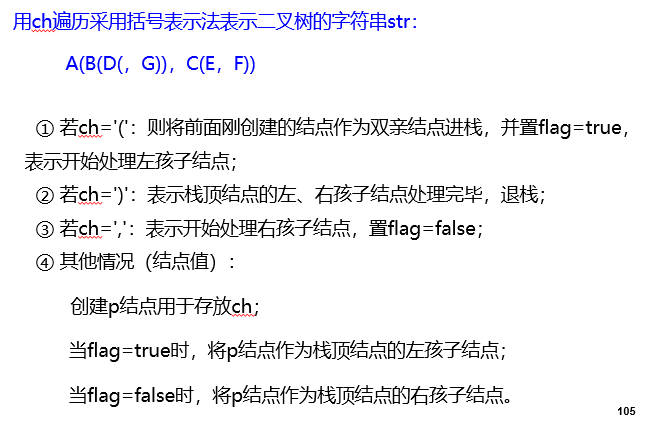 用ch遍历采用括号表示法表示二叉树的字符串str：
A(B(D(，G))，C(E，F))
① 若ch='('：则将前面刚创建的结点作为双亲结点进栈，并置flag=true，
表示开始处理左孩子结点；
② 若ch=')'：表示栈顶结点的左、右孩子结点处理完毕，退栈；
③ 若ch=','：表示开始处理右孩子结点，置flag=false；
④ 其他情况（结点值）：
创建p结点用于存放ch；
当flag=true时，将p结点作为栈顶结点的左孩子结点；
当flag=false时，将p结点作为栈顶结点的右孩子结点。
105